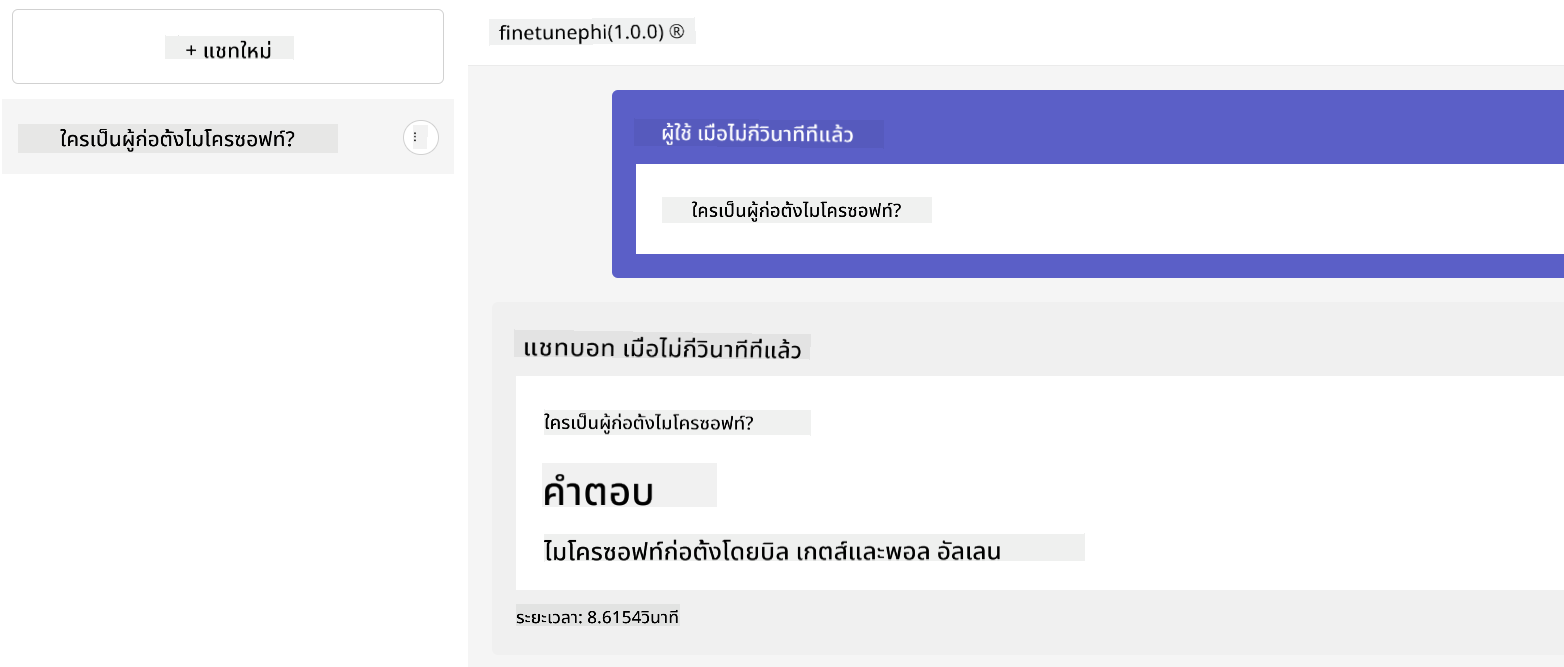 + แชทใหม่
ใครเป็นผู้ก่อตั้งไมโครซอฟท์?
finetunephi(1.0.0) ®
ผู้ใช้ เมื่อไม่กี่วินาทีที่แล้ว
ใครเป็นผู้ก่อตั้งไมโครซอฟท์?
แชทบอท เมื่อไม่กี่วินาทีที่แล้ว
ใครเป็นผู้ก่อตั้งไมโครซอฟท์?
คำตอบ
ไมโครซอฟท์ก่อตั้งโดยบิล เกตส์และพอล อัลเลน
ระยะเวลา: 8.6154วินาที